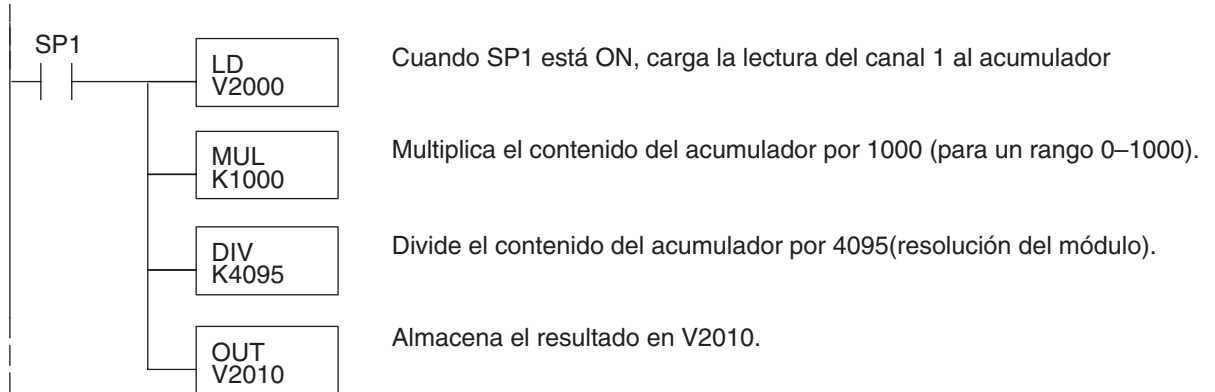 SP1
LD
V2000
Cuando SP1 está ON, carga la lectura del canal 1 al acumulador
MUL
K1000
Multiplica el contenido del acumulador por 1000 (para un rango 0–1000).
DIV
K4095
Divide el contenido del acumulador por 4095(resolución del módulo).
OUT
V2010
Almacena el resultado en V2010.